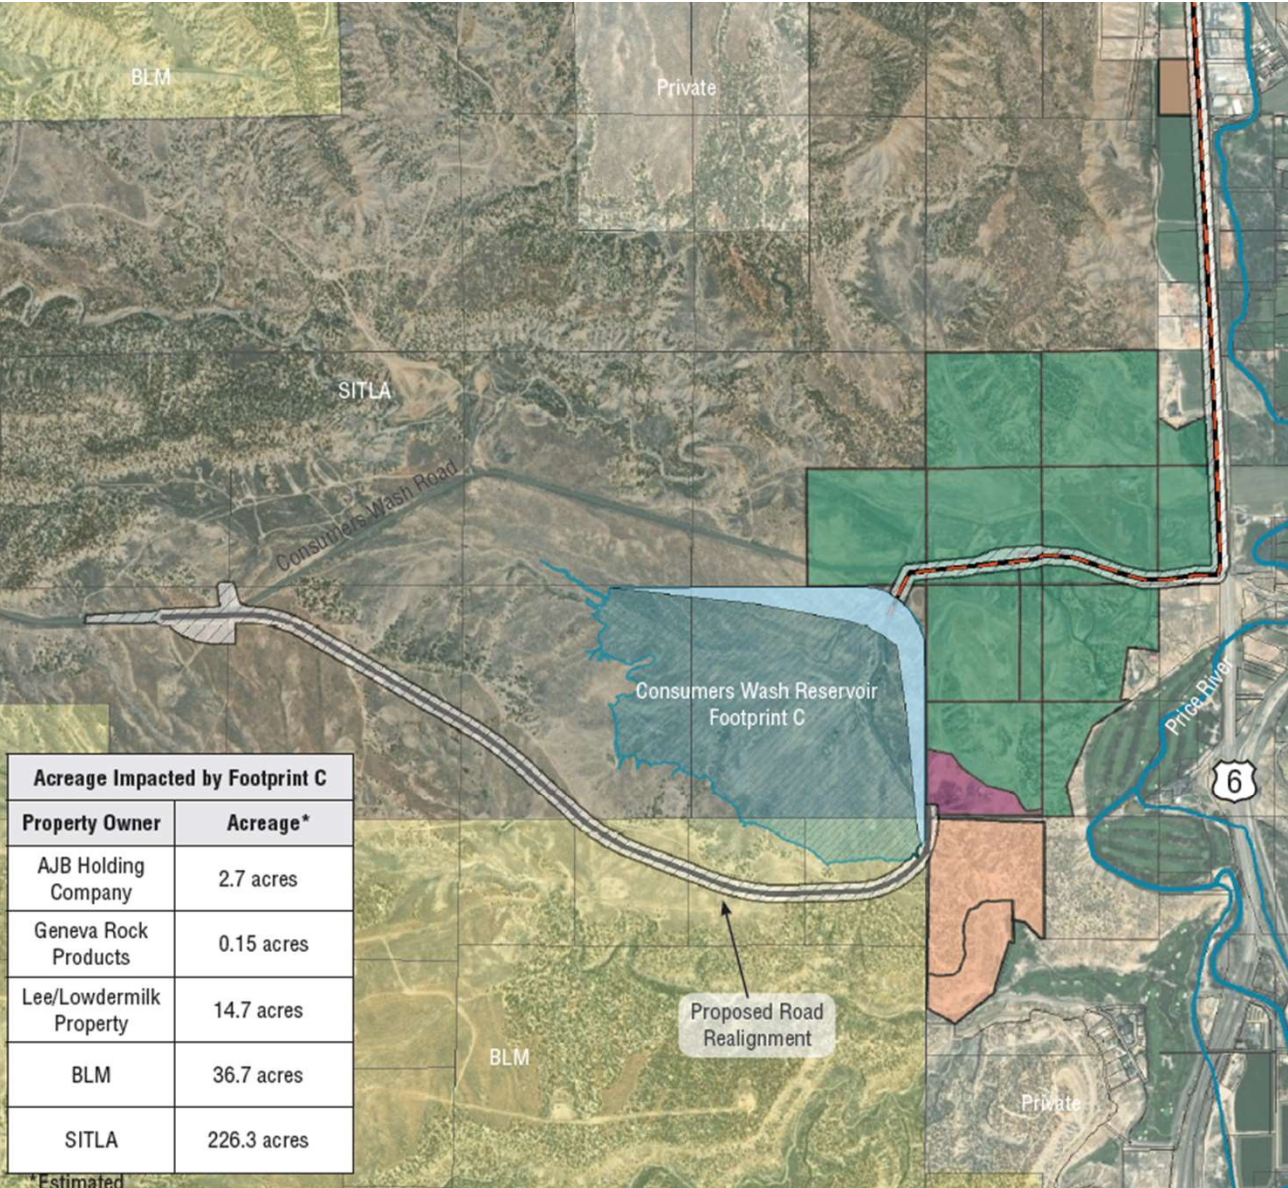 BLM
Private
SITLA
Consumers Wash Road
Consumers Wash Reservoir
Footprint C
Price River
6
Acreage Impacted by Footprint C
Property Owner
Acreage*
AJB Holding
Company
2.7 acres
Geneva Rock
Products
0.15 acres
Lee/Lowdermilk
Property
14.7 acres
BLM
36.7 acres
SITLA
226.3 acres
*Estimated
Proposed Road
Realignment
BLM
Private